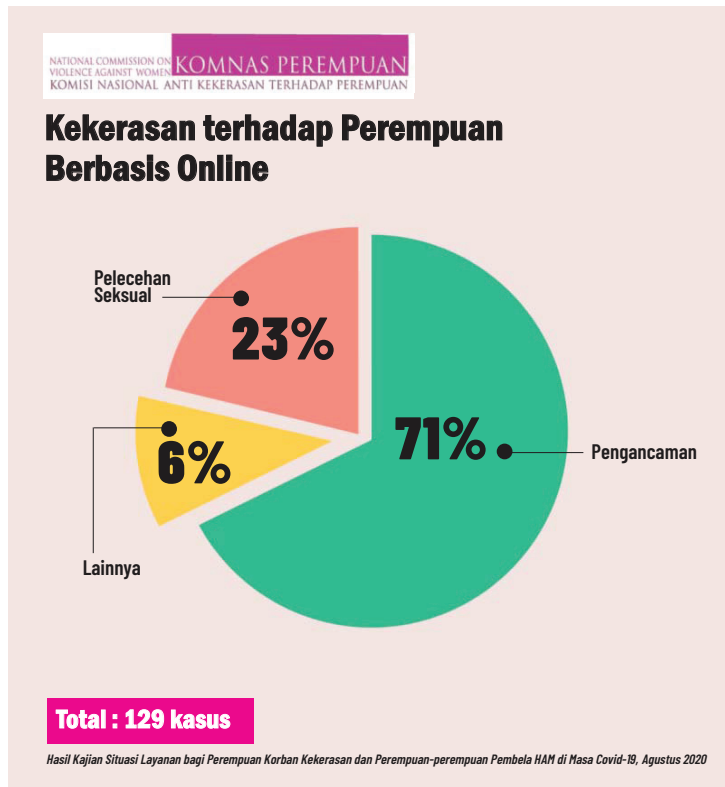 NATIONAL COMMISSION ON
VIOLENCE AGAINST WOMEN
KOMNAS PEREMPUAN
KOMISI NASIONAL ANTI KEKERASAN TERHADAP PEREMPUAN
Kekerasan terhadap Perempuan
Berbasis Online
Pelecehan
Seksual
23%
71%
Pengancaman
6%
Lainnya
Total : 129 kasus
Hasil Kajian Situasi Layanan bagi Perempuan Korban Kekerasan dan Perempuan-perempuan Pembela HAM di Masa Covid-19, Agustus 2020